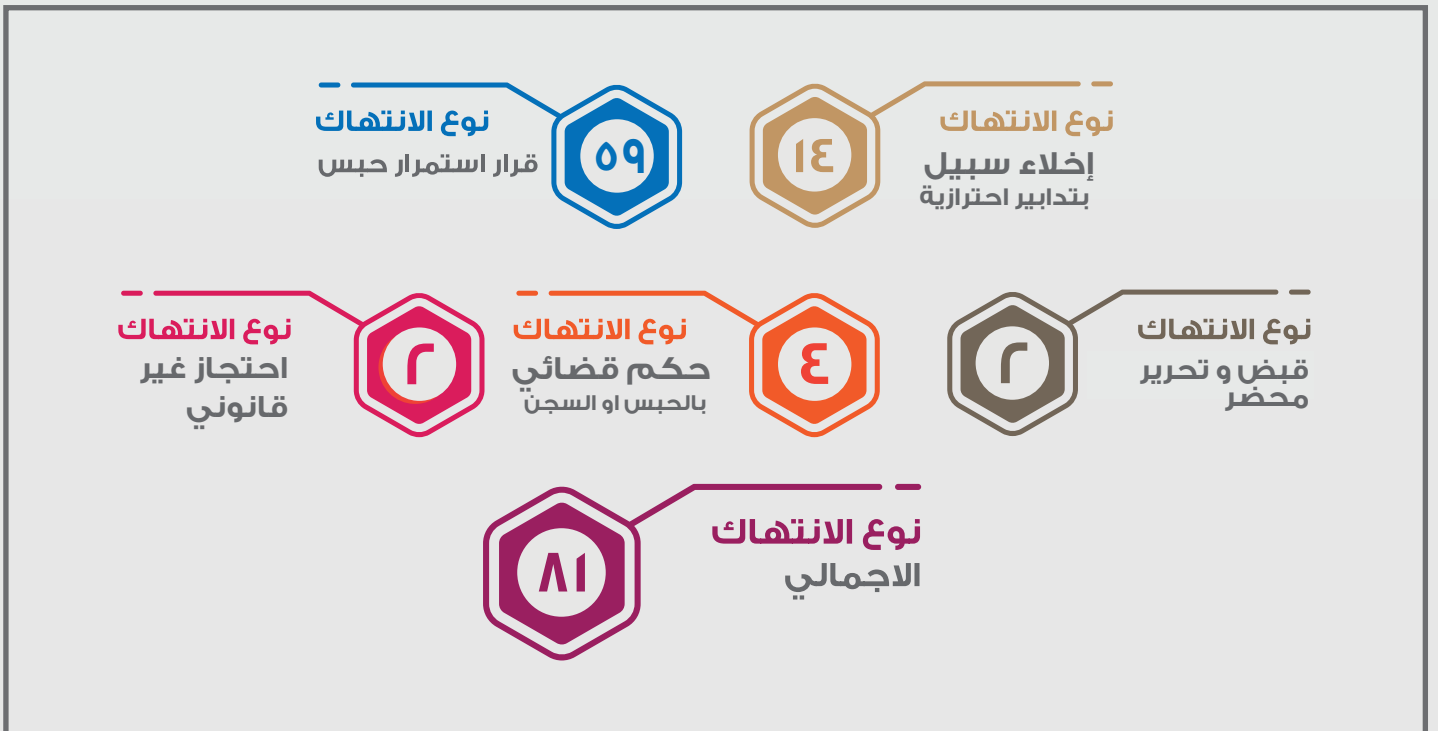 نوع الانتهاك
إخلاء سبيل
بتدابير احترازية
١٤
نوع الانتهاك
قرار استمرار حبس
٥٩
نوع الانتهاك
قبض و تحرير
محضر
٢
نوع الانتهاك
حكم قضائي
بالحبس او السجن
٤
نوع الانتهاك
احتجاز غير
قانوني
٢
نوع الانتهاك
الاجمالي
٨١